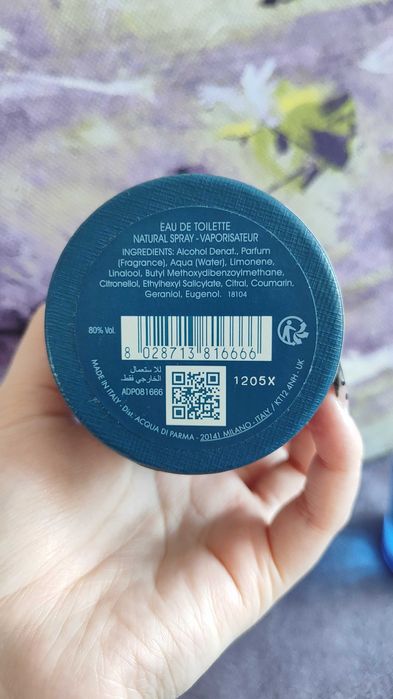 EAU DE TOILETTE
NATURAL SPRAY - VAPORISATEUR
INGREDIENTS: Alcohol Denat., Parfum
(Fragrance), Aqua (Water), Limonene,
Linalool, Butyl Methoxydibenzoylmethane,
Citronellol, Ethylhexyl Salicylate, Citral, Coumarin,
Geraniol, Eugenol. 18104
80% Vol.
8 028713 816666
للاستعمال
الخارجي فقط.
ADP081666
1205X
MADE IN ITALY - Dist. ACQUA DI PARMA - 20141 MILANO - ITALY / KT12 4NH - UK